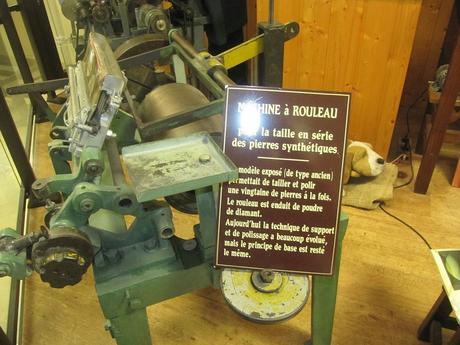 MACHINE à ROULEAU
pour la taille en série
des pierres synthétiques.
Le modèle exposé (de type ancien)
permettait de tailler et polir
une vingtaine de pierres à la fois.
Le rouleau est enduit de poudre
de diamant.
Aujourd'hui la technique de support
et de polissage a beaucoup évolué,
mais le principe de base est resté
le même.